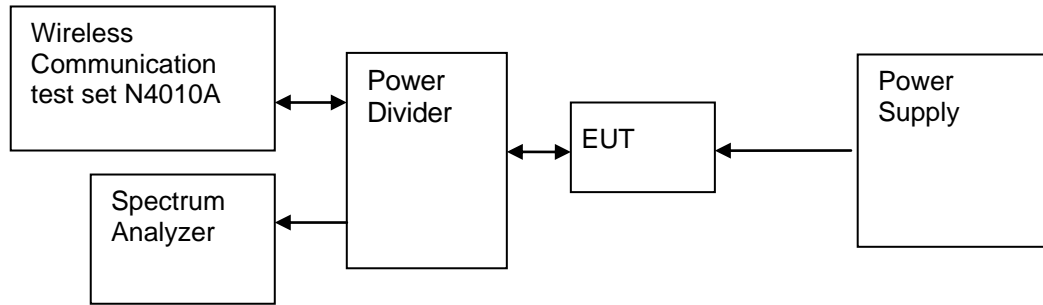 Wireless
Communication
test set N4010A
Power
Divider
EUT
Power
Supply
Spectrum
Analyzer